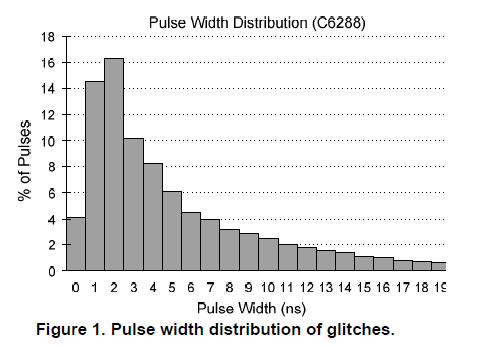 Pulse Width Distribution (C6288)
18
16
14
12
10
8
6
4
2
0
% of Pulses
0 1 2 3 4 5 6 7 8 9 10 11 12 13 14 15 16 17 18 19
Pulse Width (ns)
Figure 1. Pulse width distribution of glitches.